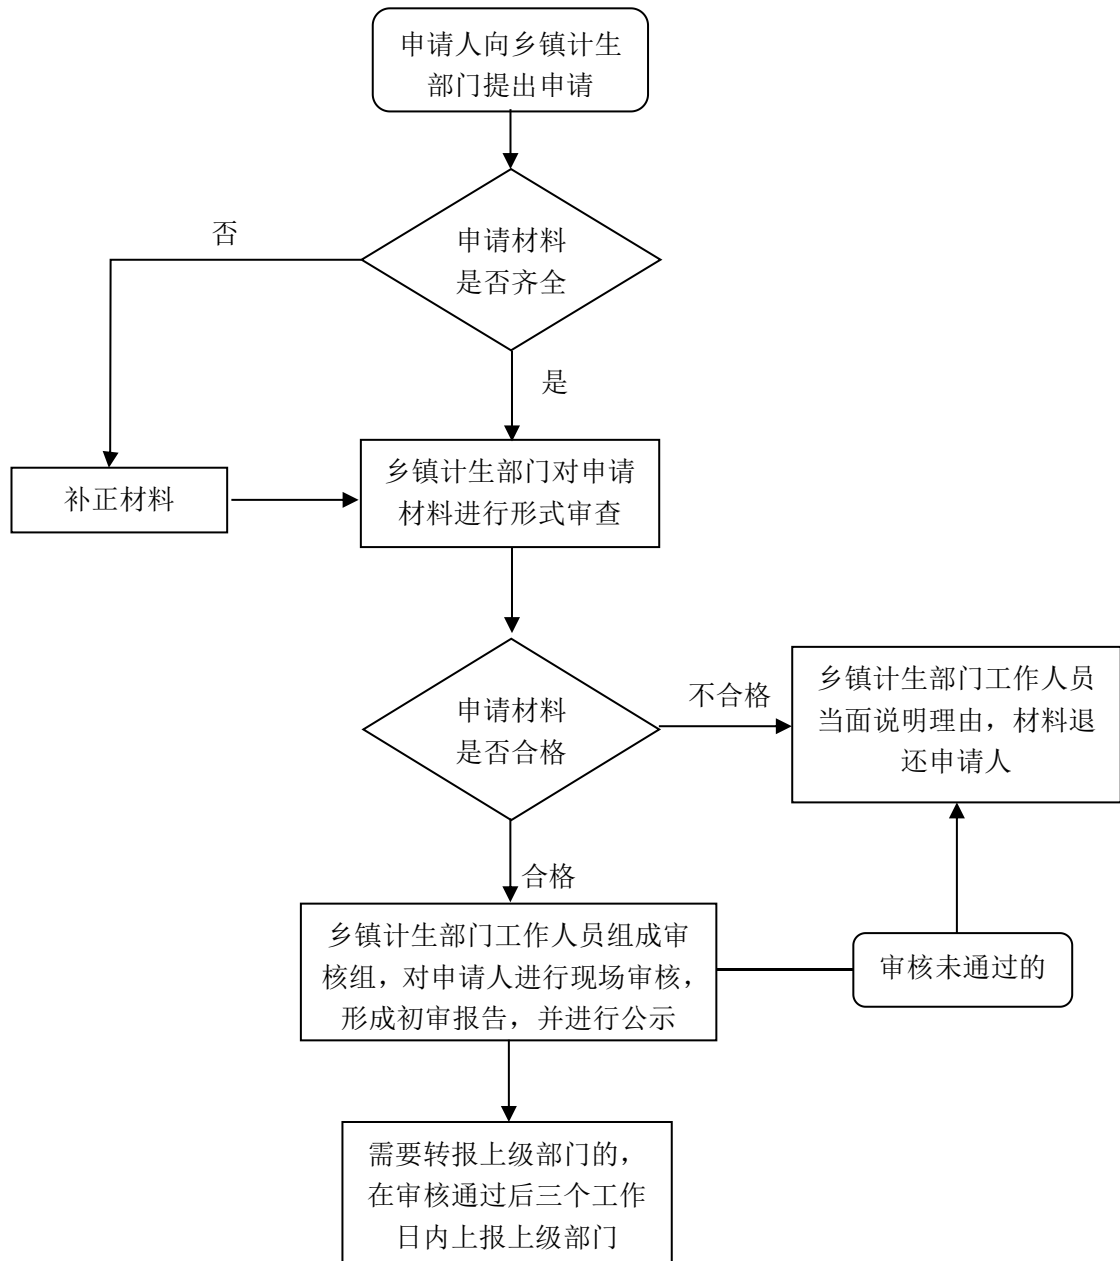 申请人向乡镇计生
部门提出申请
否
申请材料
是否齐全
是
补正材料
乡镇计生部门对申请
材料进行形式审查
申请材料
是否合格
不合格
乡镇计生部门工作人员
当面说明理由，材料退
还申请人
合格
乡镇计生部门工作人员组成审
核组，对申请人进行现场审核，
形成初审报告，并进行公示
审核未通过的
需要转报上级部门的，
在审核通过后三个工作
日内上报上级部门